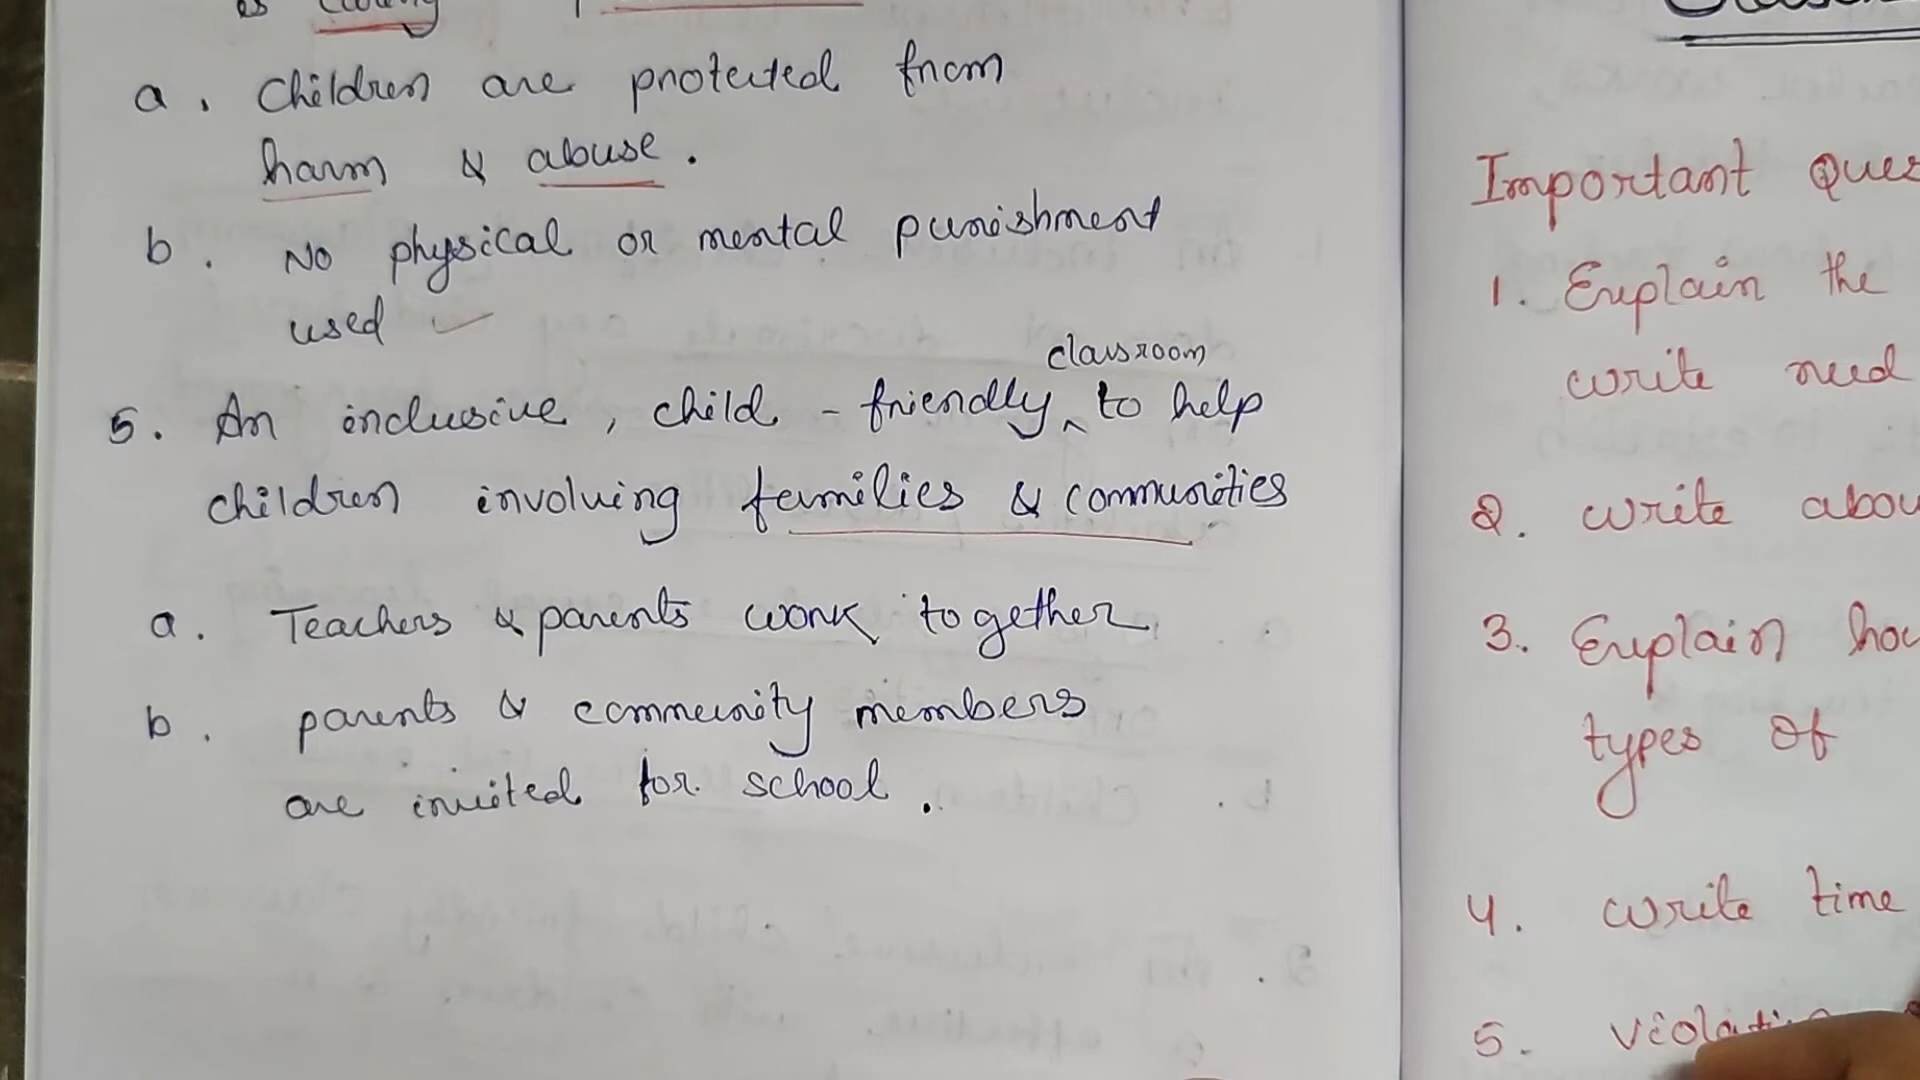 a. Children are protected from
harm & abuse.
b. No physical or mental punishment
used
classroom
5. An inclusive, child-friendly ^ to help
children involving families & communities
a. Teachers & parents work together
b. parents & community members
are invited for school.
Important Ques
1. Explain the
write need
2. write abou
3. Explain how
types of
4. write time
5.